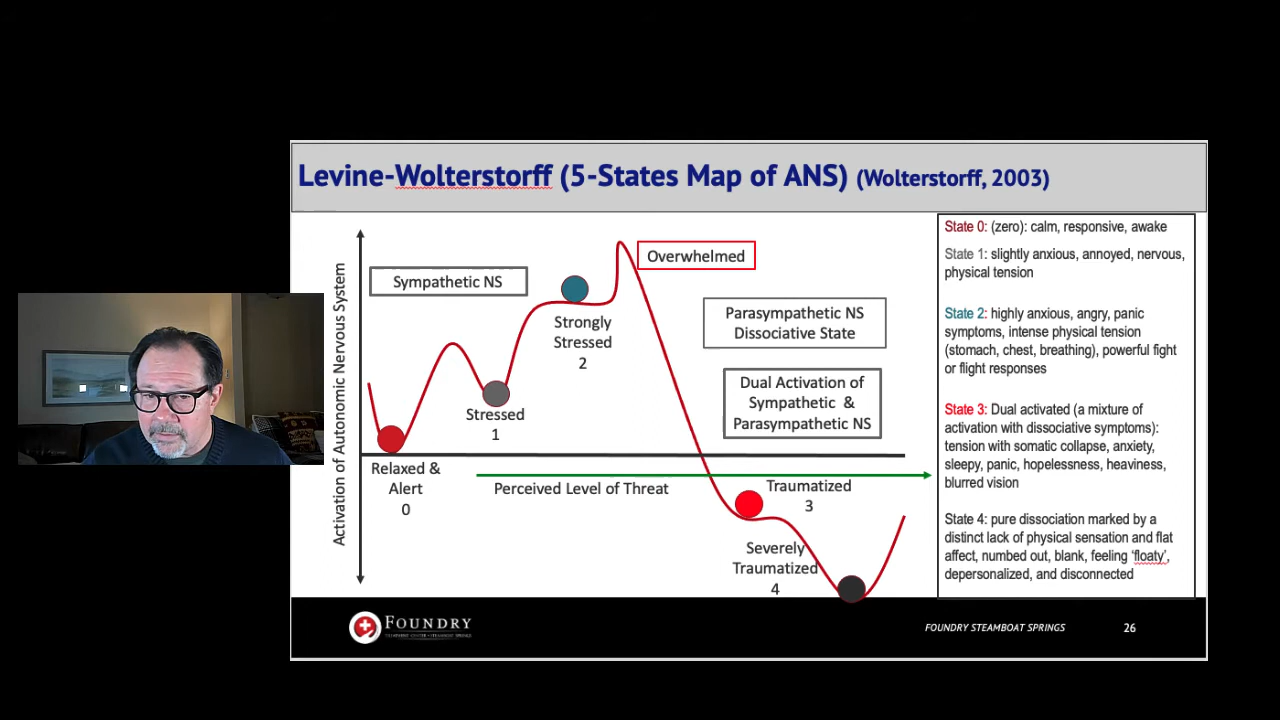 Levine-Wolterstorff (5-States Map of ANS) (Wolterstorff, 2003)
Activation of Autonomic Nervous System
Sympathetic NS
Overwhelmed
Strongly
Stressed
2
Stressed
1
Relaxed &
Alert
0
Parasympathetic NS
Dissociative State
Dual Activation of
Sympathetic &
Parasympathetic NS
Perceived Level of Threat
Traumatized
3
Severely
Traumatized
4
State 0: (zero): calm, responsive, awake
State 1: slightly anxious, annoyed, nervous,
physical tension
State 2: highly anxious, angry, panic
symptoms, intense physical tension
(stomach, chest, breathing), powerful fight
or flight responses
State 3: Dual activated (a mixture of
activation with dissociative symptoms):
tension with somatic collapse, anxiety,
sleepy, panic, hopelessness, heaviness,
blurred vision
State 4: pure dissociation marked by a
distinct lack of physical sensation and flat
affect, numbed out, blank, feeling ‘floaty’,
depersonalized, and disconnected
FOUNDRY
FOUNDRY STEAMBOAT SPRINGS
26